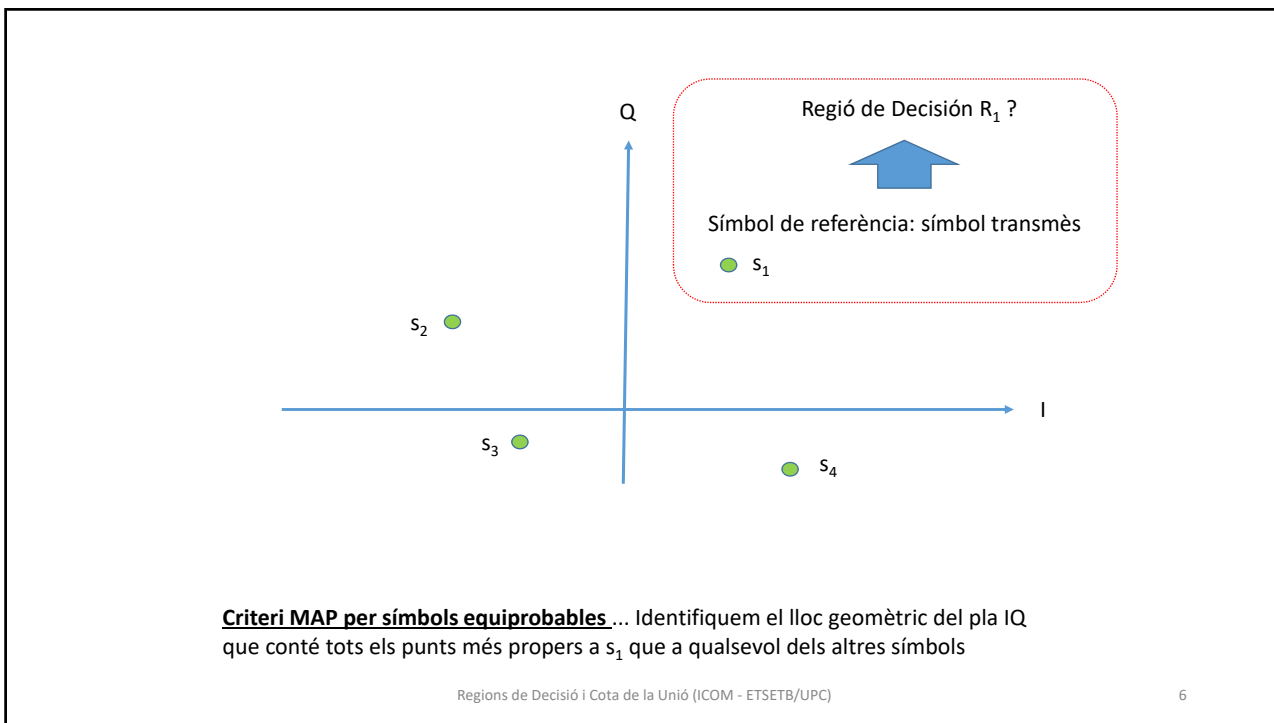 Q
Regió de Decisión R₁ ?
Símbol de referència: símbol transmès
s₁
s₂
I
s₃
s₄
Criteri MAP per símbols equiprobables ... Identifiquem el lloc geomètric del pla IQ
que conté tots els punts més propers a s₁ que a qualsevol dels altres símbols
Regions de Decisió i Cota de la Unió (ICOM - ETSETB/UPC)
6